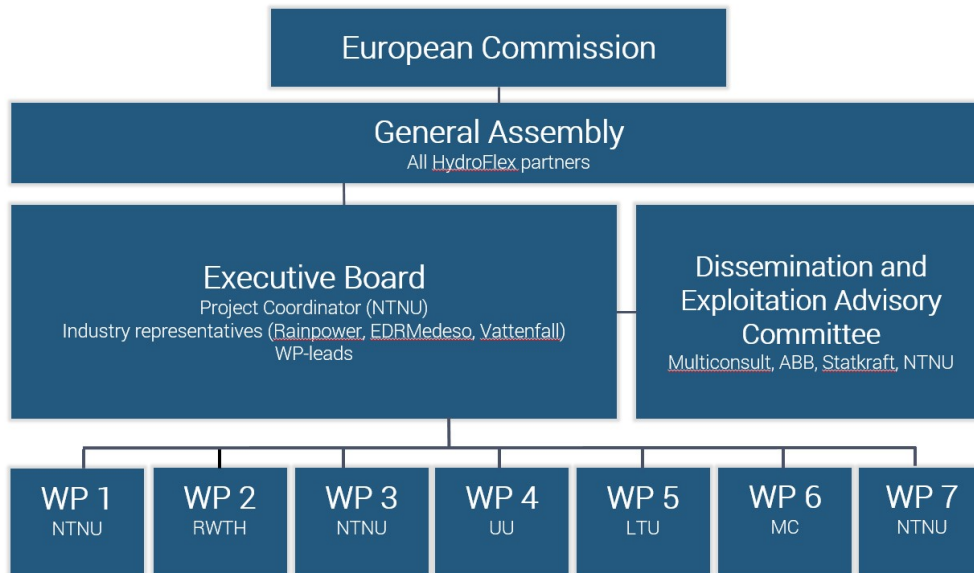 European Commission
General Assembly
All HydroFlex partners
Executive Board
Project Coordinator (NTNU)
Industry representatives (Rainpower, EDRMedeso, Vattenfall)
WP-leads
Dissemination and
Exploitation Advisory
Committee
Multiconsult, ABB, Statkraft, NTNU
WP 1
NTNU
WP 2
RWTH
WP 3
NTNU
WP 4
UU
WP 5
LTU
WP 6
MC
WP 7
NTNU